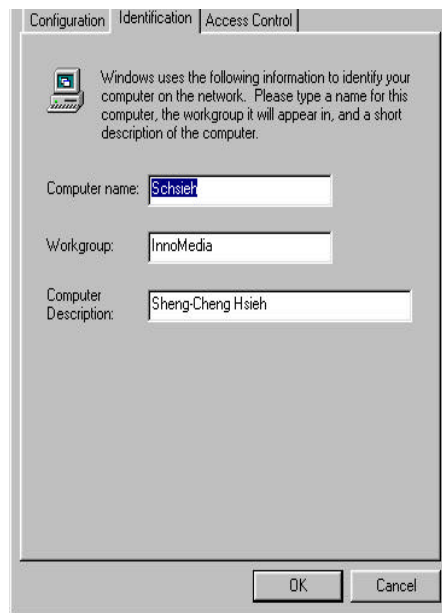 Configuration Identification Access Control
Windows uses the following information to identify your
computer on the network. Please type a name for this
computer, the workgroup it will appear in, and a short
description of the computer.
Computer name: Schsieh
Workgroup: InnoMedia
Computer
Description: Sheng-Cheng Hsieh
OK Cancel